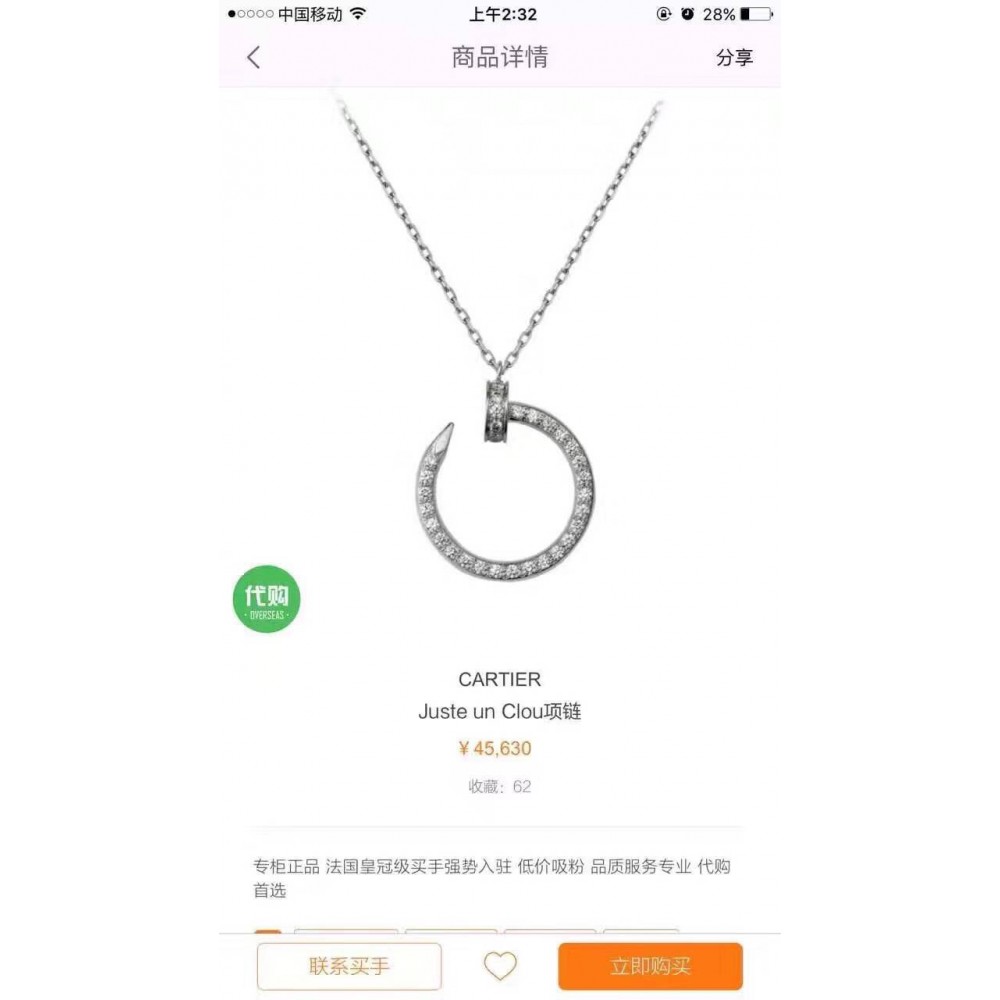 中国移动 上午2:32 28%
商品详情 分享
代购
· OVERSEAS ·
CARTIER
Juste un Clou项链
¥ 45,630
收藏：62
专柜正品 法国皇冠级买手强势入驻 低价吸粉 品质服务专业 代购
首选
联系买手 立即购买